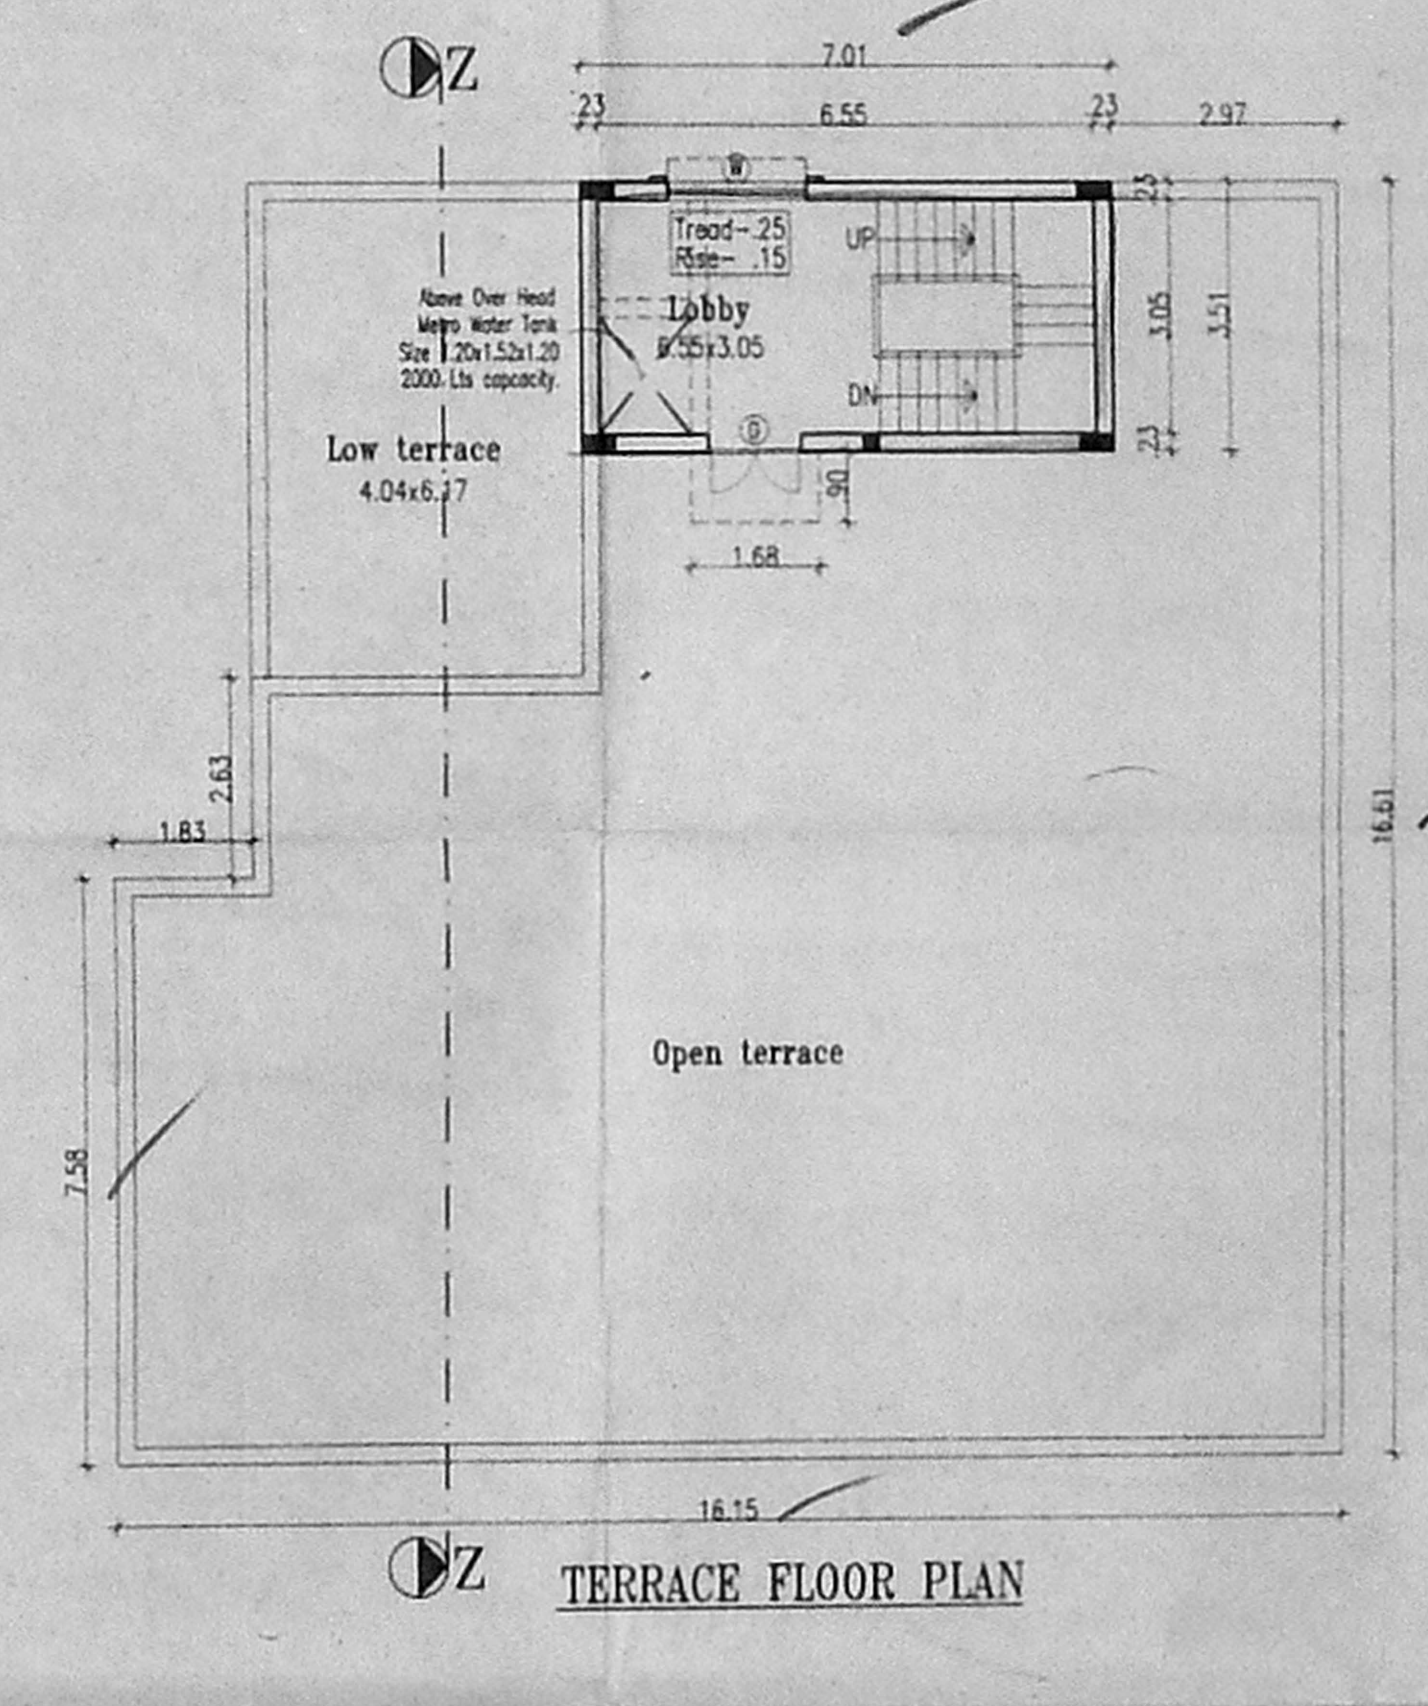 Z
7.01
23
6.55
23
2.97
W
23
Tread-.25
Rise- .15
UP
Above Over Head
Metro Water Tank
Size 1.20x1.52x1.20
2000 Lts capcacity.
Lobby
6.55x3.05
3.05
3.51
DN
23
Low terrace
4.04x6.17
90
1.68
2.63
1.83
16.61
Open terrace
7.58
16.15
Z
TERRACE FLOOR PLAN